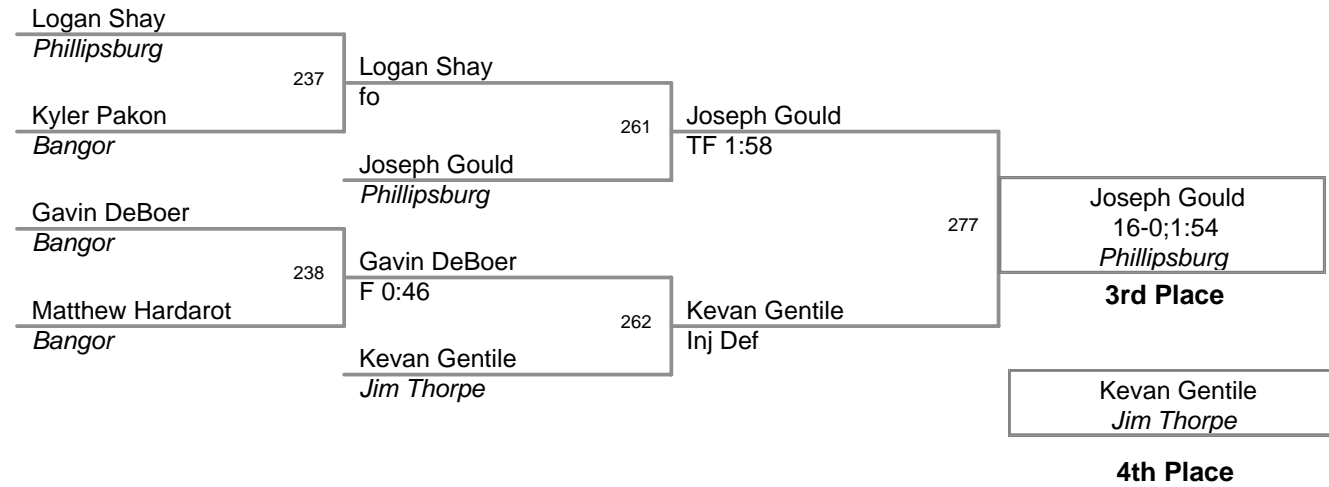 Logan Shay
Phillipsburg
237
Kyler Pakon
Bangor
Gavin DeBoer
Bangor
238
Matthew Hardarot
Bangor
Logan Shay
fo
261
Joseph Gould
Phillipsburg
Gavin DeBoer
F 0:46
262
Kevan Gentile
Jim Thorpe
Joseph Gould
TF 1:58
277
Kevan Gentile
Inj Def
Joseph Gould
16-0;1:54
Phillipsburg
3rd Place
Kevan Gentile
Jim Thorpe
4th Place